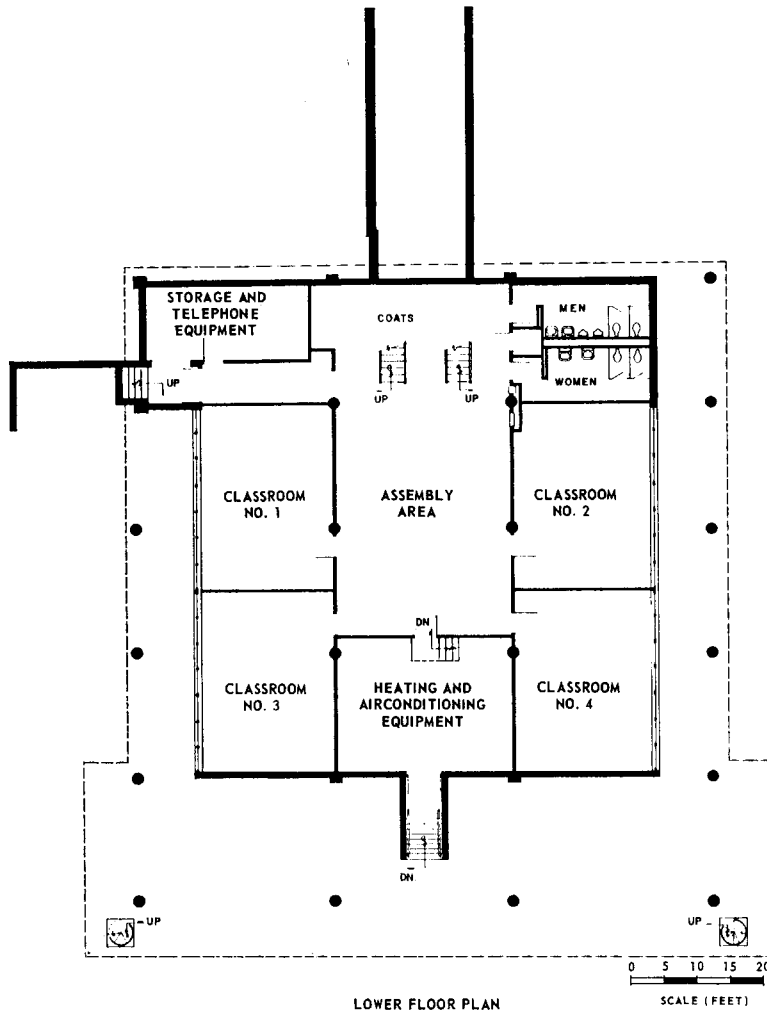 STORAGE AND
TELEPHONE
EQUIPMENT
COATS
MEN
WOMEN
UP
UP
UP
CLASSROOM
NO. 1
ASSEMBLY
AREA
CLASSROOM
NO. 2
DN
CLASSROOM
NO. 3
HEATING AND
AIRCONDITIONING
EQUIPMENT
CLASSROOM
NO. 4
DN.
UP
UP
0 5 10 15 20
SCALE (FEET)
LOWER FLOOR PLAN